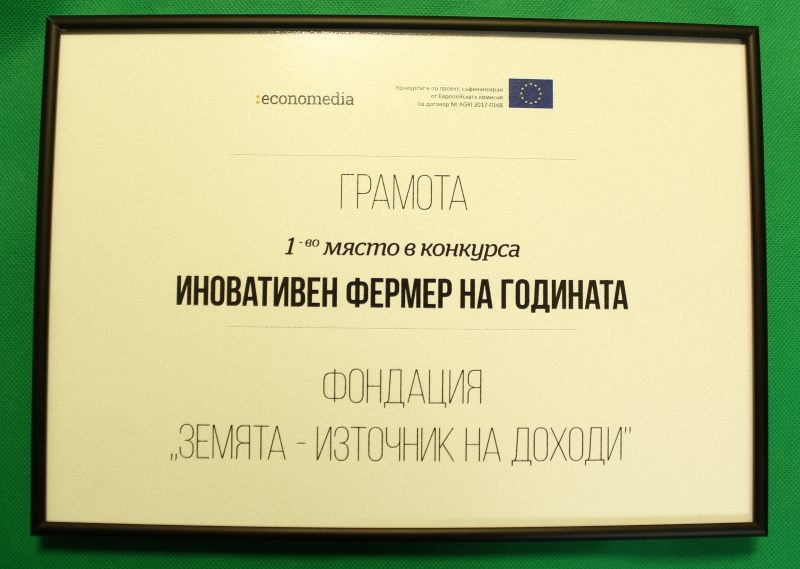 :economedia
Конкурсът е по проект, съфинансиран
от Европейската комисия
по договор № AGRI 2017-0168
ГРАМОТА
1-во място в конкурса
ИНОВАТИВЕН ФЕРМЕР НА ГОДИНАТА
ФОНДАЦИЯ
„ЗЕМЯТА - ИЗТОЧНИК НА ДОХОДИ”